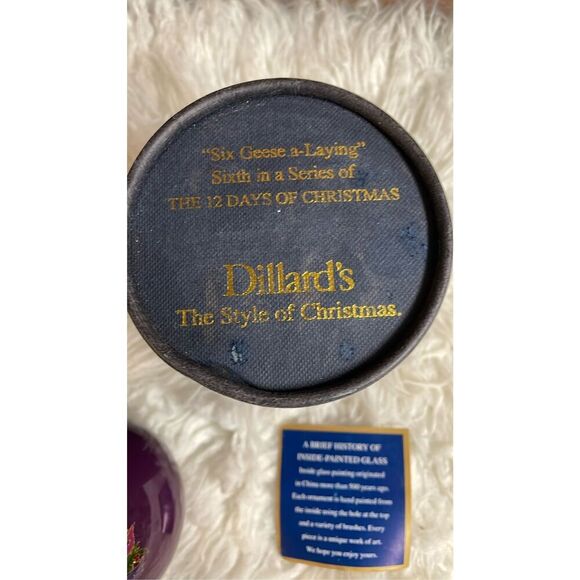 "Six Geese a-Laying"
Sixth in a Series of
THE 12 DAYS OF CHRISTMAS
Dillard's
The Style of Christmas.
A BRIEF HISTORY OF
INSIDE-PAINTED GLASS
Inside glass painting originated
in China more than 500 years ago.
Each ornament is hand painted from
the inside using the hole at the top
and a variety of brushes. Every
piece is a unique work of art.
We hope you enjoy yours.